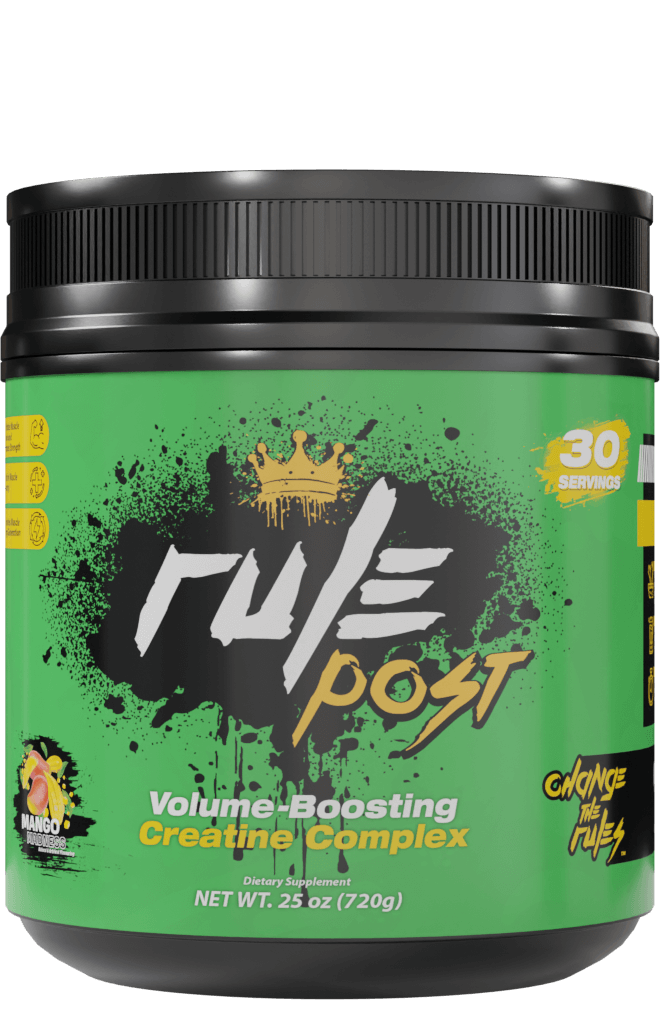 30
SERVINGS
rule
POST
MANGO
MADNESS
CHANGE
THE
RULES
Volume-Boosting
Creatine Complex
Dietary Supplement
NET WT. 25 oz (720g)